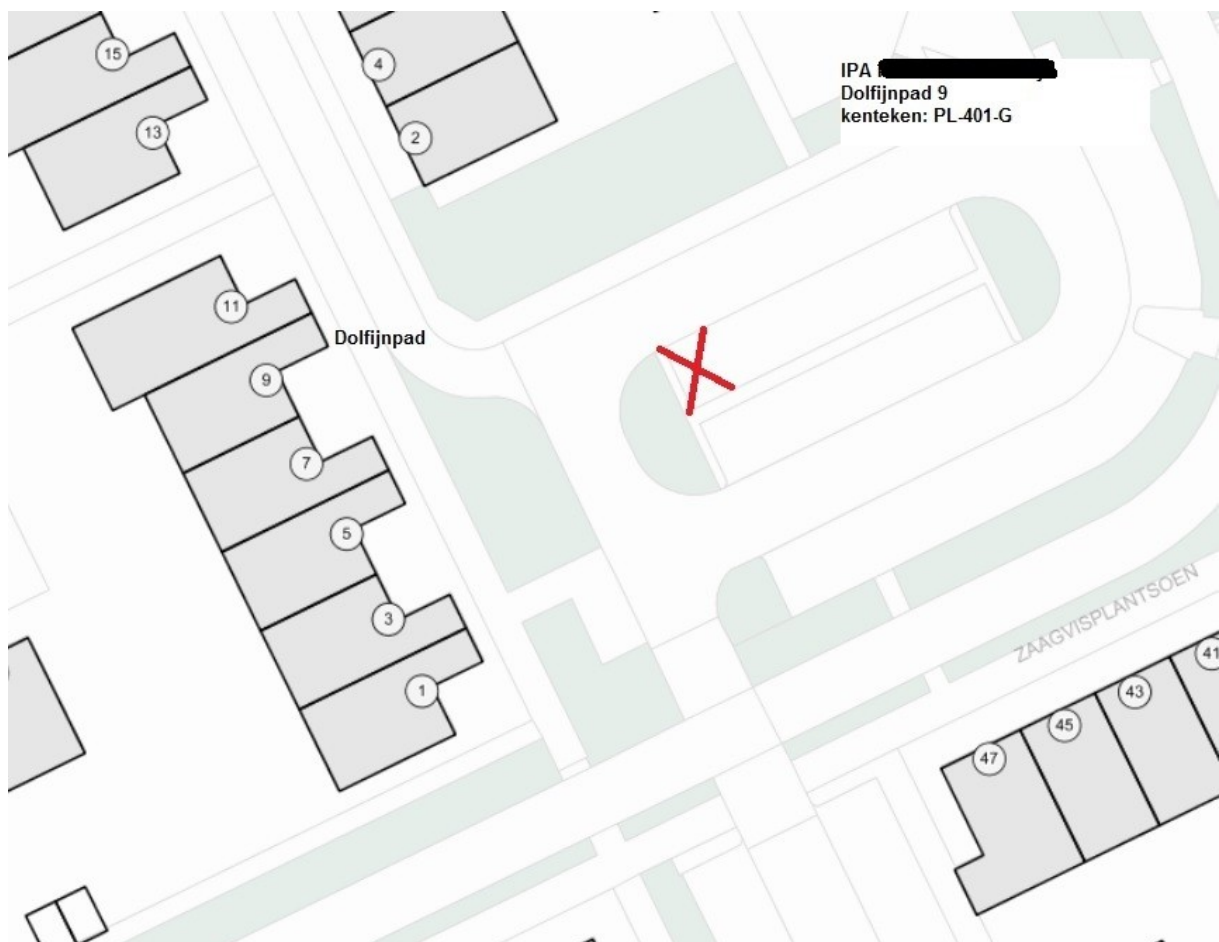 15
4
13
2
IPA
Dolfijnpad 9
kenteken: PL-401-G
11
Dolfijnpad
9
7
5
3
1
ZAAGVISPLANTSOEN
41
43
45
47